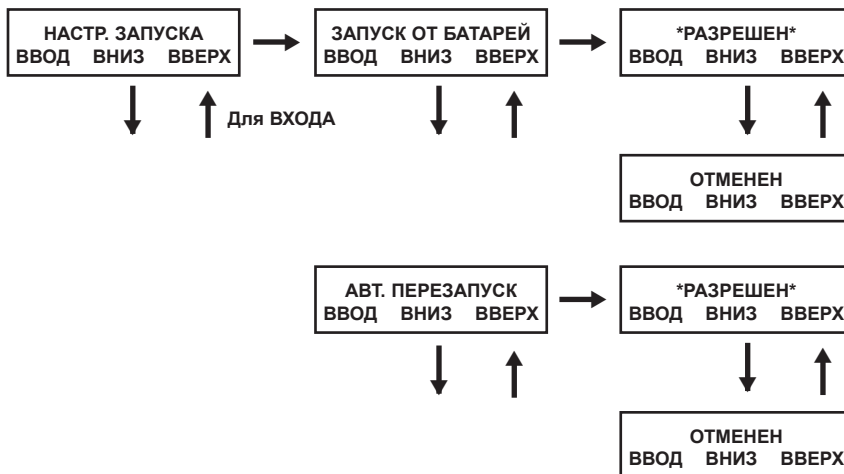 НАСТР. ЗАПУСКА
ВВОД ВНИЗ ВВЕРХ
ЗАПУСК ОТ БАТАРЕЙ
ВВОД ВНИЗ ВВЕРХ
*РАЗРЕШЕН*
ВВОД ВНИЗ ВВЕРХ
Для ВХОДА
ОТМЕНЕН
ВВОД ВНИЗ ВВЕРХ
АВТ. ПЕРЕЗАПУСК
ВВОД ВНИЗ ВВЕРХ
*РАЗРЕШЕН*
ВВОД ВНИЗ ВВЕРХ
ОТМЕНЕН
ВВОД ВНИЗ ВВЕРХ